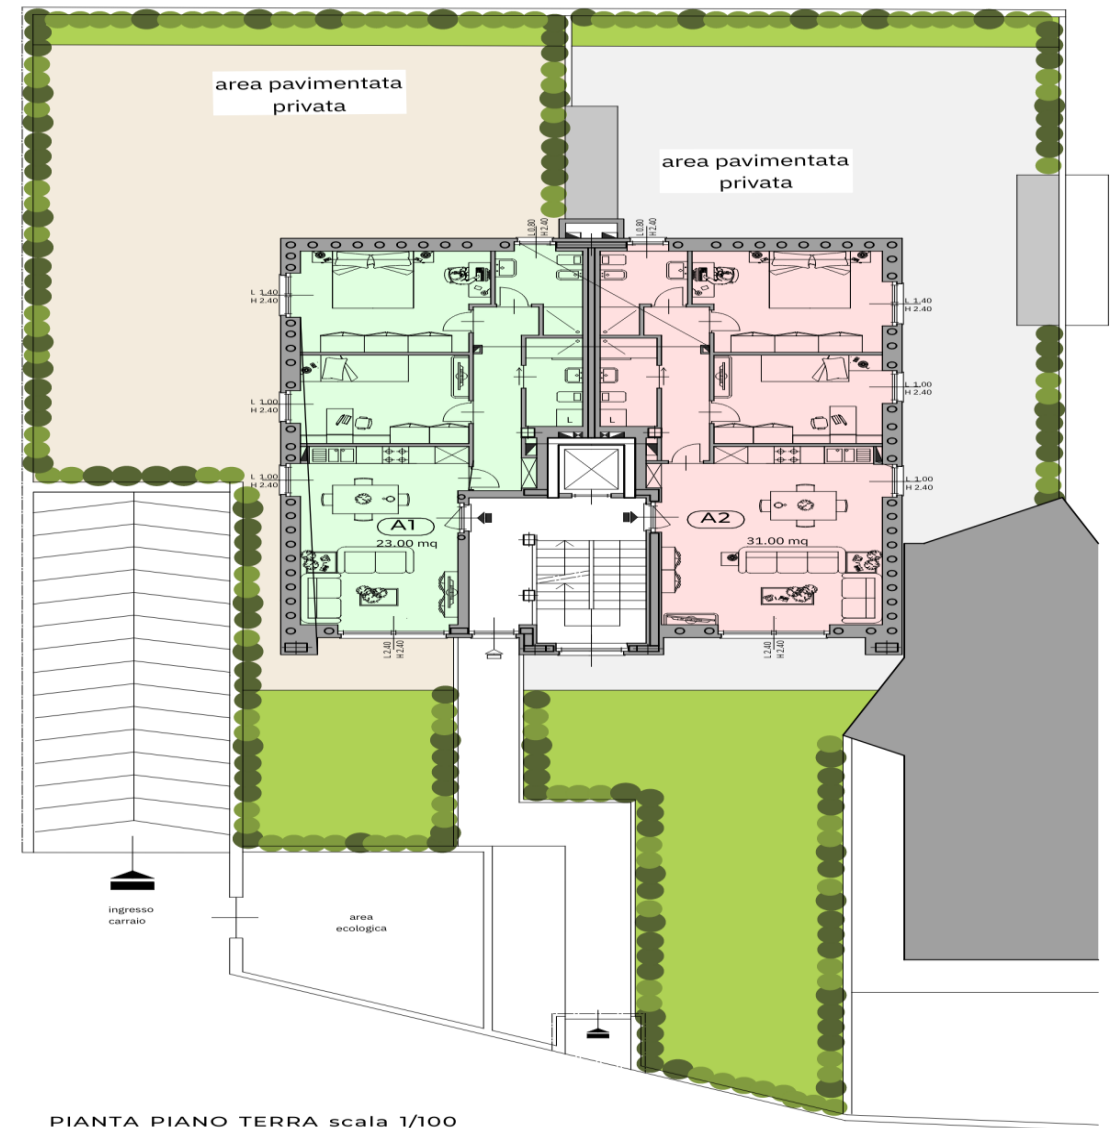 area pavimentata
privata
area pavimentata
privata
L 0.80
H 2.40
L 0.80
H 2.40
L 1.40
H 2.40
L 1.40
H 2.40
L 1.00
H 2.40
L 1.00
H 2.40
L
L
L 1.00
H 2.40
L 1.00
H 2.40
A1
23.00 mq
A2
31.00 mq
L 2.40
H 2.40
L 2.40
H 2.40
ingresso
carraio
area
ecologica
PIANTA PIANO TERRA scala 1/100